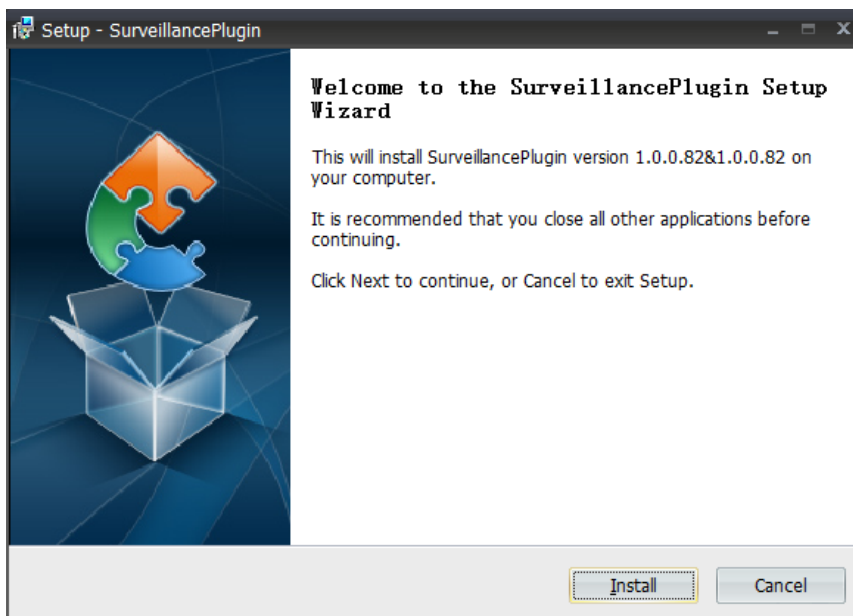 Setup - SurveillancePlugin
Welcome to the SurveillancePlugin Setup
Wizard
This will install SurveillancePlugin version 1.0.0.82&1.0.0.82 on
your computer.
It is recommended that you close all other applications before
continuing.
Click Next to continue, or Cancel to exit Setup.
Install
Cancel